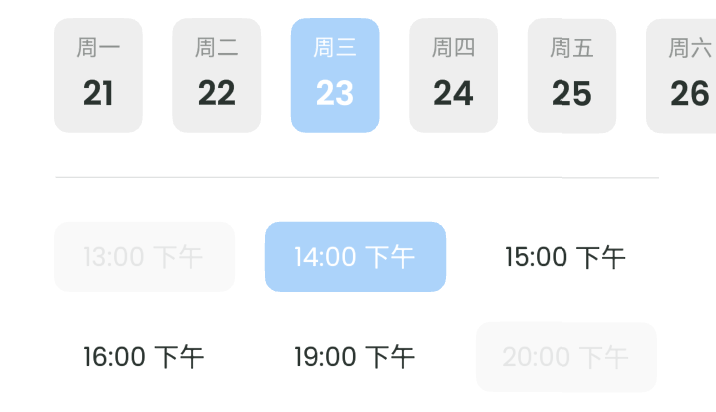 周一 周二 周三 周四 周五 周六
21 22 23 24 25 26
13:00 下午 14:00 下午 15:00 下午
16:00 下午 19:00 下午 20:00 下午